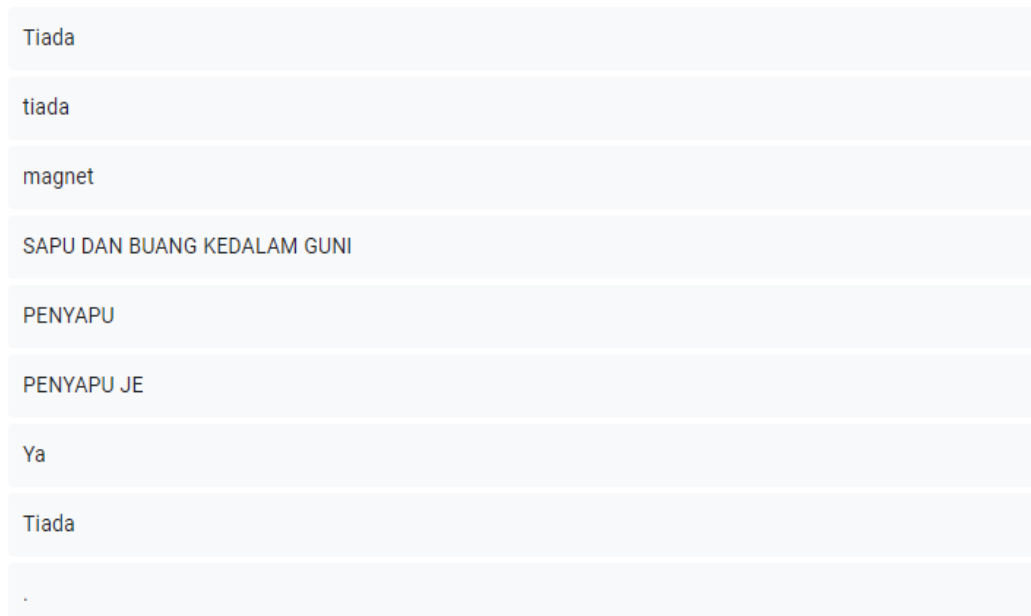 Tiada
tiada
magnet
SAPU DAN BUANG KEDALAM GUNI
PENYAPU
PENYAPU JE
Ya
Tiada
.